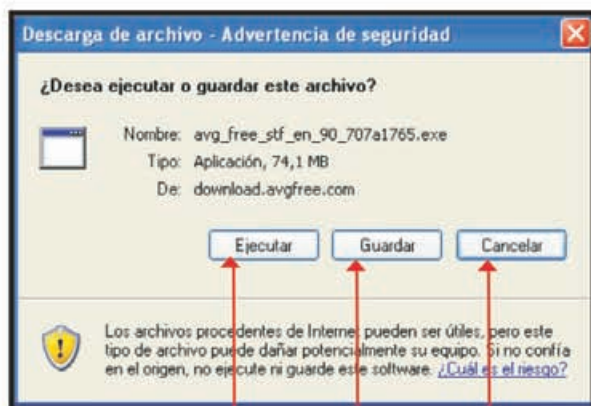 Descarga de archivo - Advertencia de seguridad
¿Desea ejecutar o guardar este archivo?
Nombre: avg_free_stf_en_90_707a1765.exe
Tipo: Aplicación, 74,1 MB
De: download.avgfree.com
Ejecutar Guardar Cancelar
Los archivos procedentes de Internet pueden ser útiles, pero este
tipo de archivo puede dañar potencialmente su equipo. Si no confía
en el origen, no ejecute ni guarde este software. ¿Cuál es el riesgo?